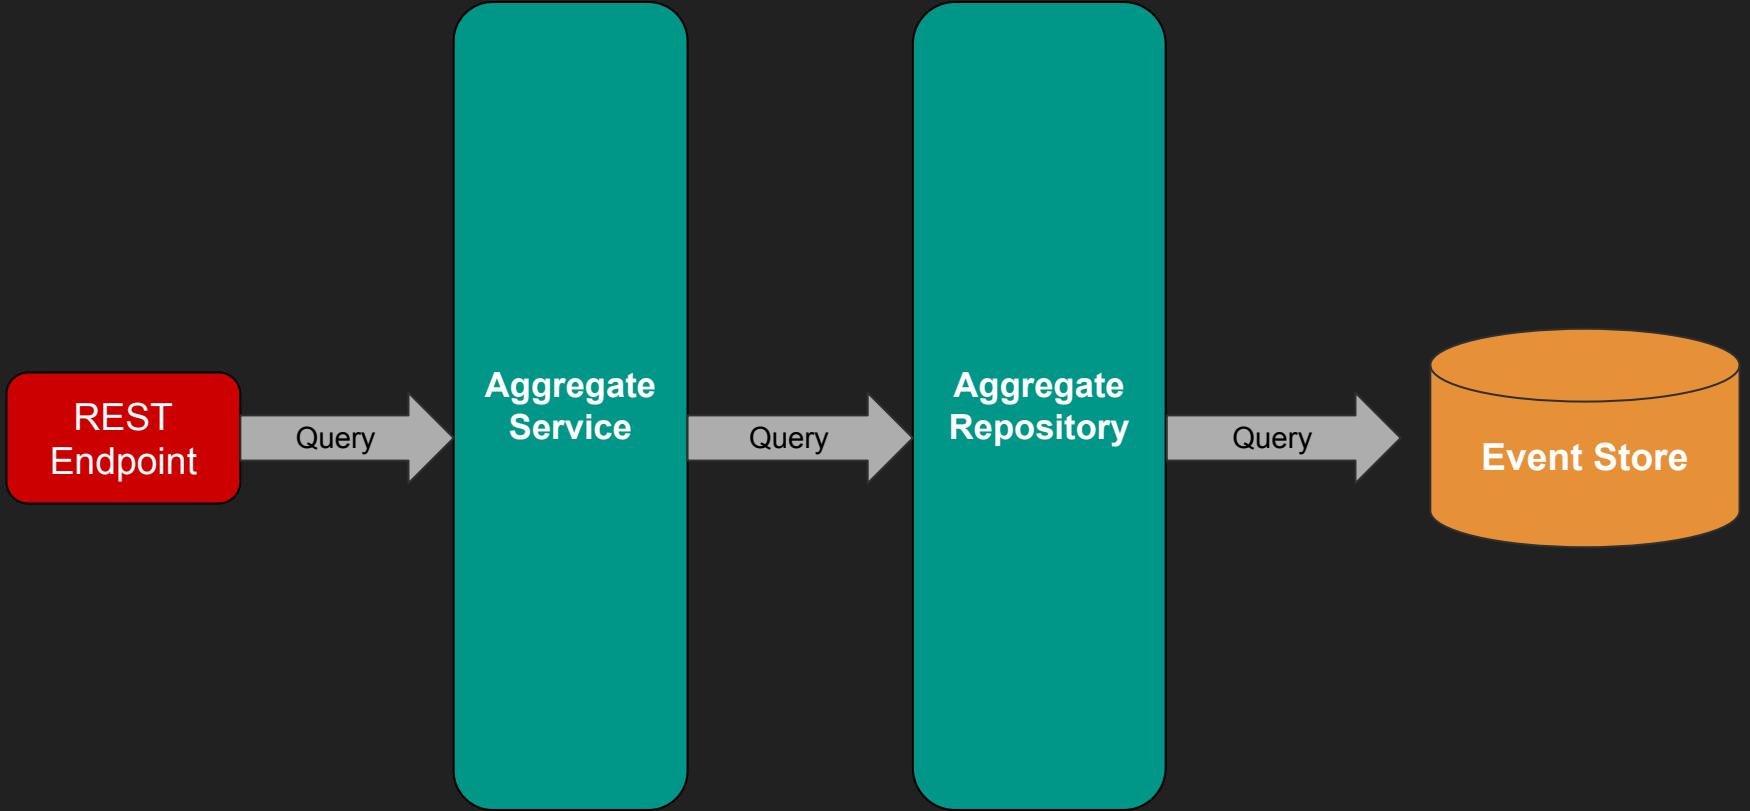 REST
Endpoint
Query
Aggregate
Service
Query
Aggregate
Repository
Query
Event Store